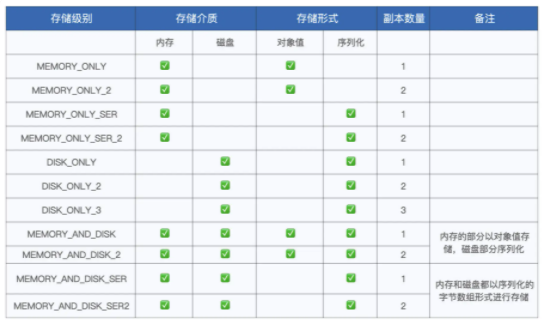 存储级别 存储介质 存储形式 副本数量 备注
内存 磁盘 对象值 序列化
MEMORY_ONLY ✅ ✅ 1
MEMORY_ONLY_2 ✅ ✅ 2
MEMORY_ONLY_SER ✅ ✅ 1
MEMORY_ONLY_SER_2 ✅ ✅ 2
DISK_ONLY ✅ ✅ 1
DISK_ONLY_2 ✅ ✅ 2
DISK_ONLY_3 ✅ ✅ 3
MEMORY_AND_DISK ✅ ✅ ✅ ✅ 1
内存的部分以对象值存
储，磁盘部分序列化
MEMORY_AND_DISK_2 ✅ ✅ ✅ ✅ 2
MEMORY_AND_DISK_SER ✅ ✅ ✅ 1
内存和磁盘都以序列化的
字节数组形式进行存储
MEMORY_AND_DISK_SER2 ✅ ✅ ✅ 2